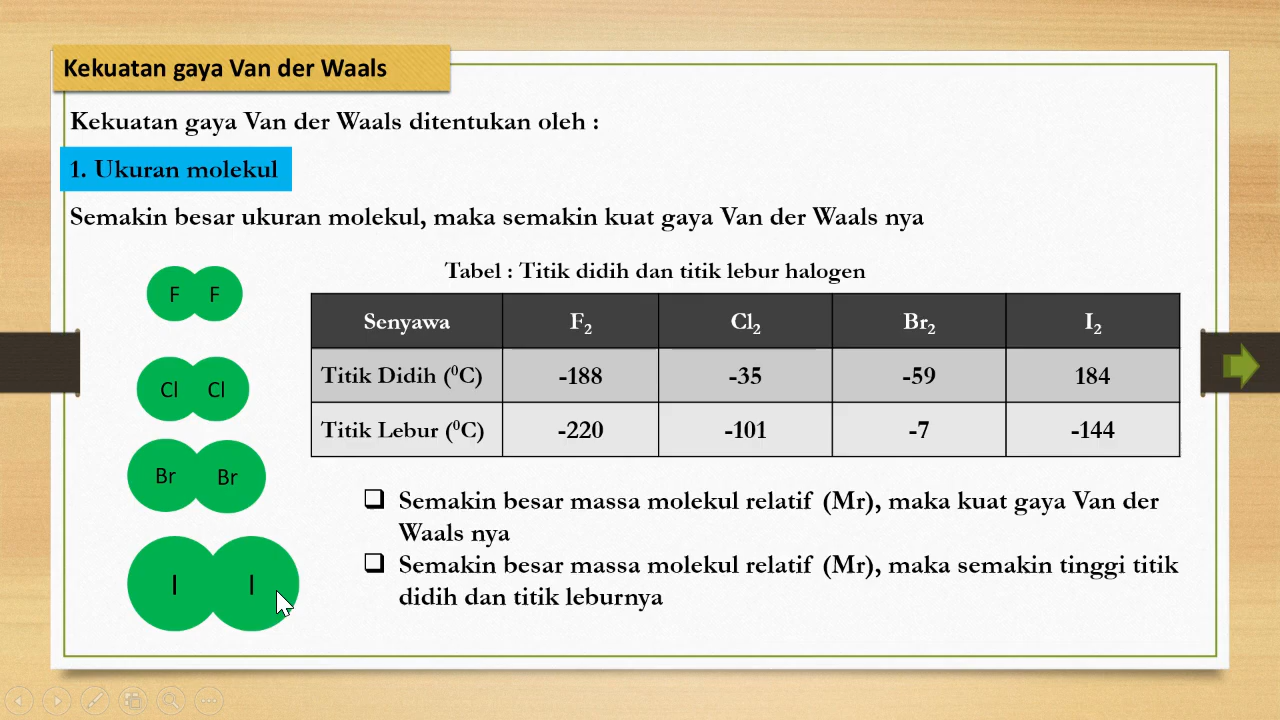 Kekuatan gaya Van der Waals
Kekuatan gaya Van der Waals ditentukan oleh :
1. Ukuran molekul
Semakin besar ukuran molekul, maka semakin kuat gaya Van der Waals nya
F F
Cl Cl
Br Br
I I
Tabel : Titik didih dan titik lebur halogen
Senyawa F₂ Cl₂ Br₂ I₂
Titik Didih (⁰C) -188 -35 -59 184
Titik Lebur (⁰C) -220 -101 -7 -144
❑ Semakin besar massa molekul relatif (Mr), maka kuat gaya Van der
Waals nya
❑ Semakin besar massa molekul relatif (Mr), maka semakin tinggi titik
didih dan titik leburnya